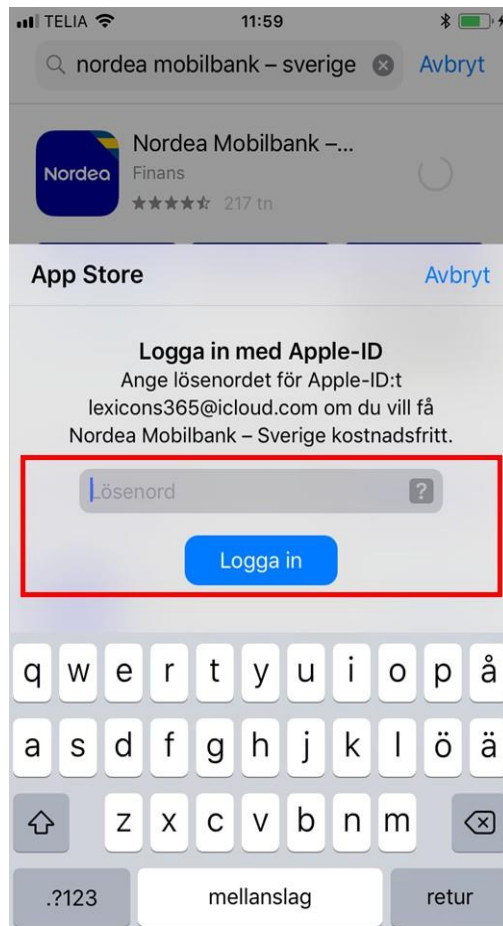 TELIA 11:59
nordea mobilbank – sverige Avbryt
Nordea
Nordea Mobilbank –...
Finans
217 tn
App Store Avbryt
Logga in med Apple-ID
Ange lösenordet för Apple-ID:t
lexicons365@icloud.com om du vill få
Nordea Mobilbank – Sverige kostnadsfritt.
Lösenord ?
Logga in
q w e r t y u i o p å
a s d f g h j k l ö ä
z x c v b n m
.?123 mellanslag retur